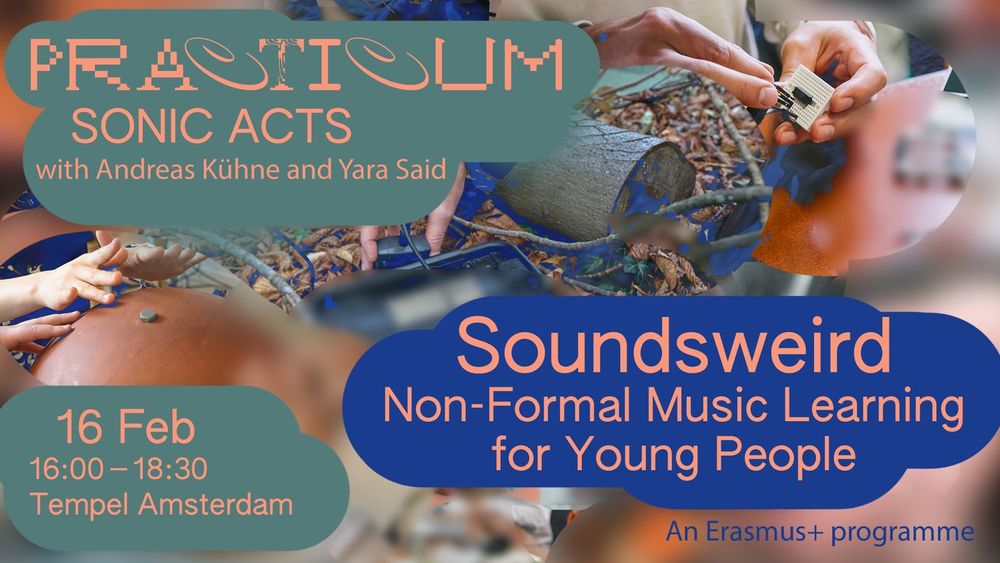 PRACTICUM
SONIC ACTS
with Andreas Kühne and Yara Said
Soundsweird
Non-Formal Music Learning
for Young People
16 Feb
16:00 – 18:30
Tempel Amsterdam
An Erasmus+ programme